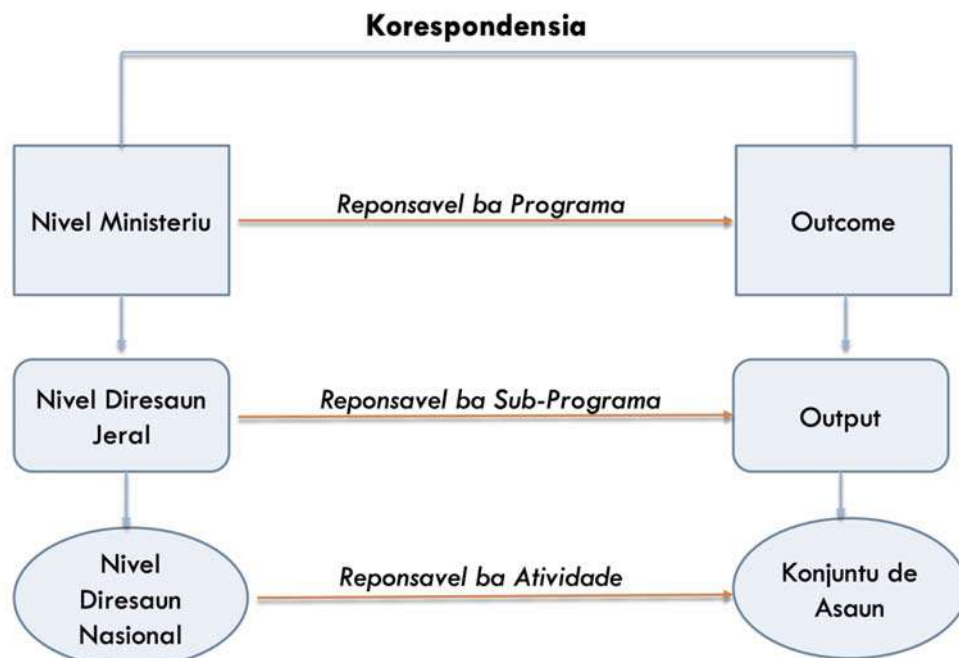 Korespondensia
Nivel Ministeriu
Reponsavel ba Programa
Outcome
Nivel Diresaun
Jeral
Reponsavel ba Sub-Programa
Output
Nivel
Diresaun
Nasional
Reponsavel ba Atividade
Konjuntu de
Asaun